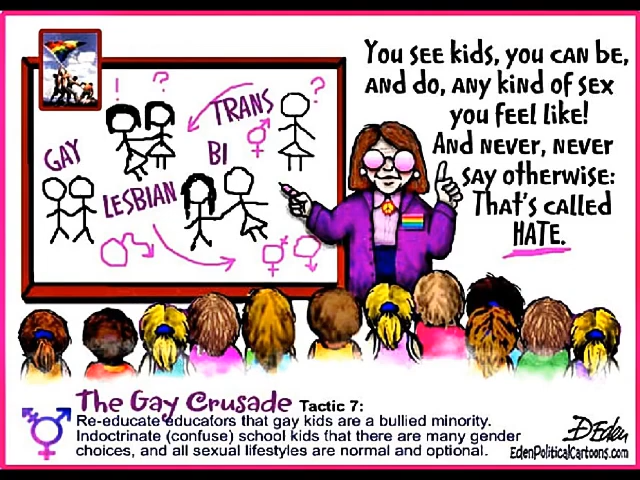 You see kids, you can be,
and do, any kind of sex
you feel like!
And never, never
say otherwise:
That's called
HATE.
! ? TRANS ?
GAY
BI
LESBIAN
The Gay Crusade Tactic 7:
Re-educate educators that gay kids are a bullied minority.
Indoctrinate (confuse) school kids that there are many gender
choices, and all sexual lifestyles are normal and optional.
DEden
EdenPoliticalCartoons.com